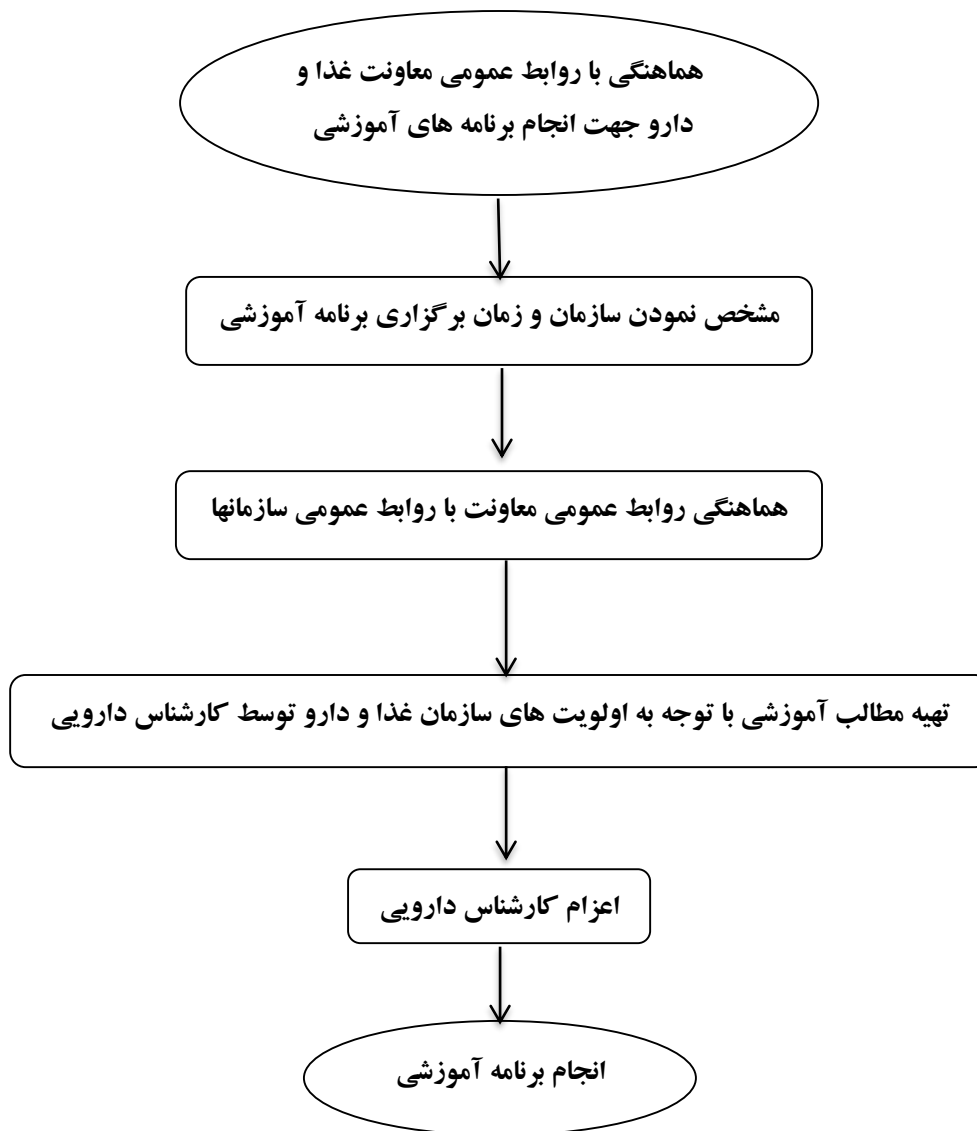 هماهنگی با روابط عمومی معاونت غذا و
دارو جهت انجام برنامه های آموزشی
مشخص نمودن سازمان و زمان برگزاری برنامه آموزشی
هماهنگی روابط عمومی معاونت با روابط عمومی سازمانها
تهیه مطالب آموزشی با توجه به اولویت های سازمان غذا و دارو توسط کارشناس دارویی
اعزام کارشناس دارویی
انجام برنامه آموزشی